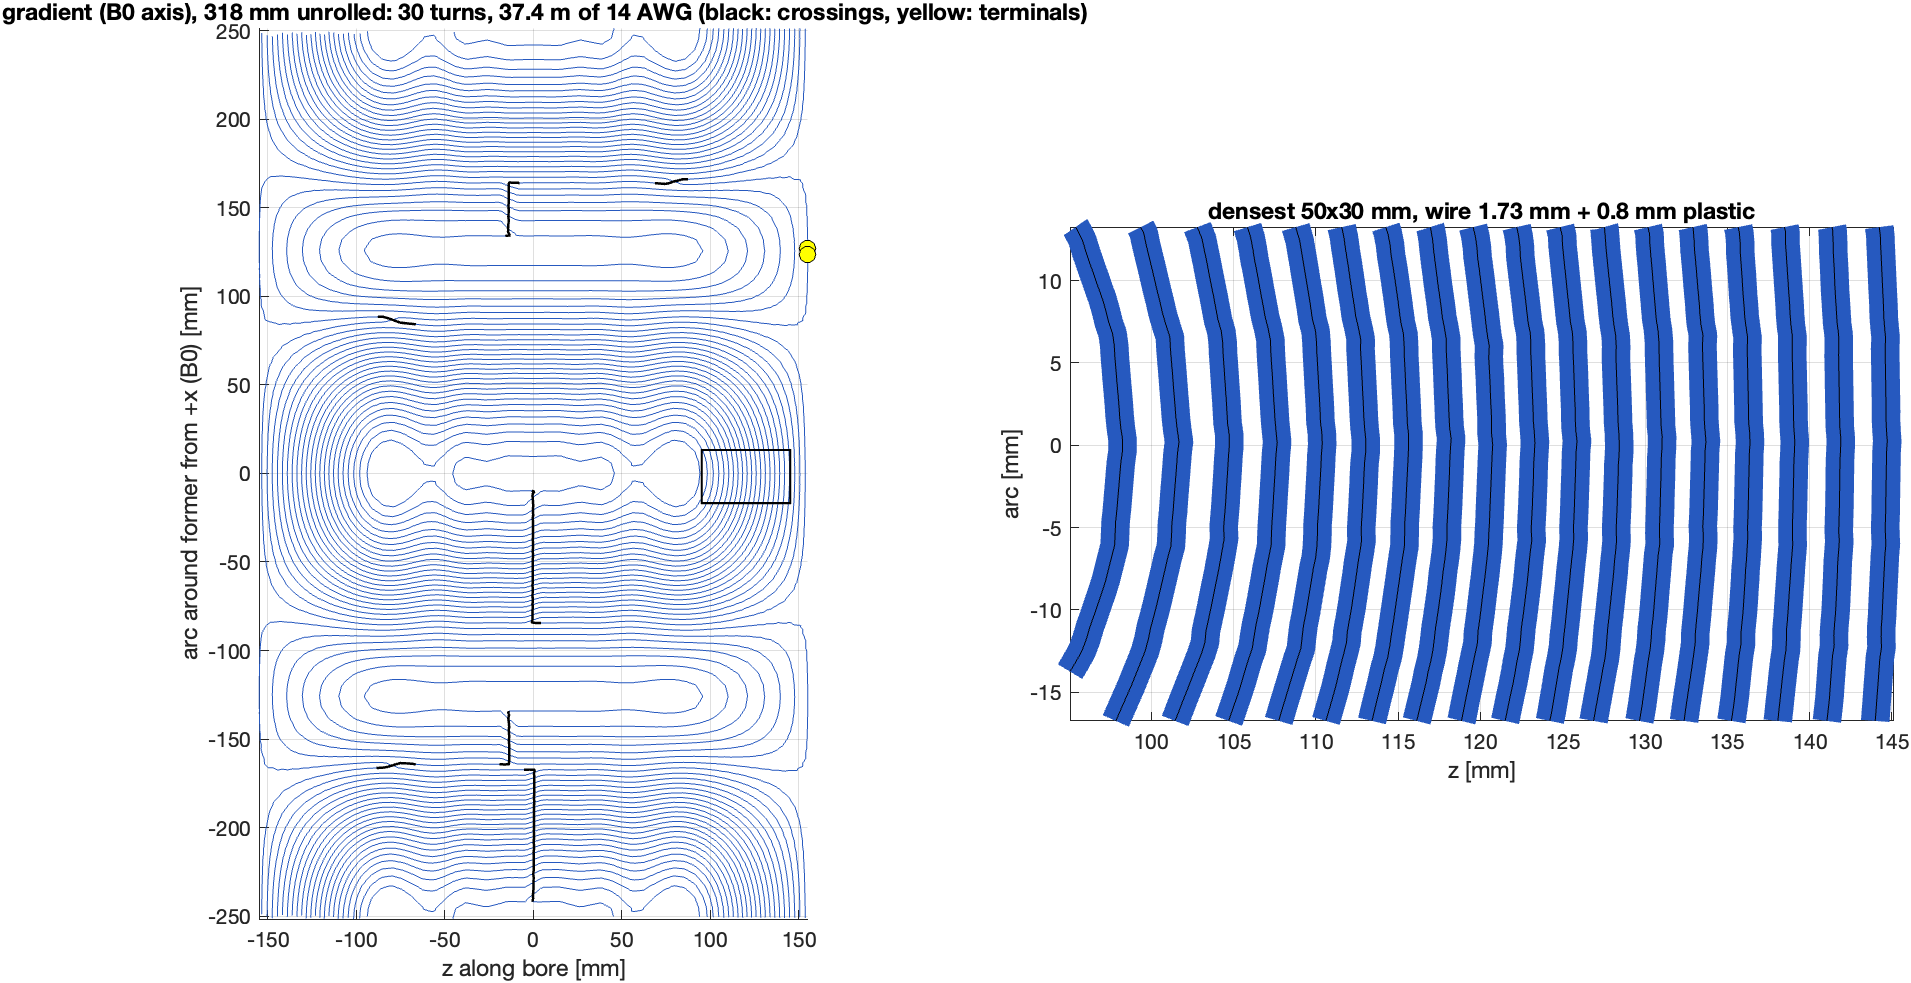 gradient (B0 axis), 318 mm unrolled: 30 turns, 37.4 m of 14 AWG (black: crossings, yellow: terminals)
250
200
150
100
50
0
-50
-100
-150
-200
-250
arc around former from +x (B0) [mm]
-150 -100 -50 0 50 100 150
z along bore [mm]
densest 50x30 mm, wire 1.73 mm + 0.8 mm plastic
10
5
0
-5
-10
-15
arc [mm]
100 105 110 115 120 125 130 135 140 145
z [mm]